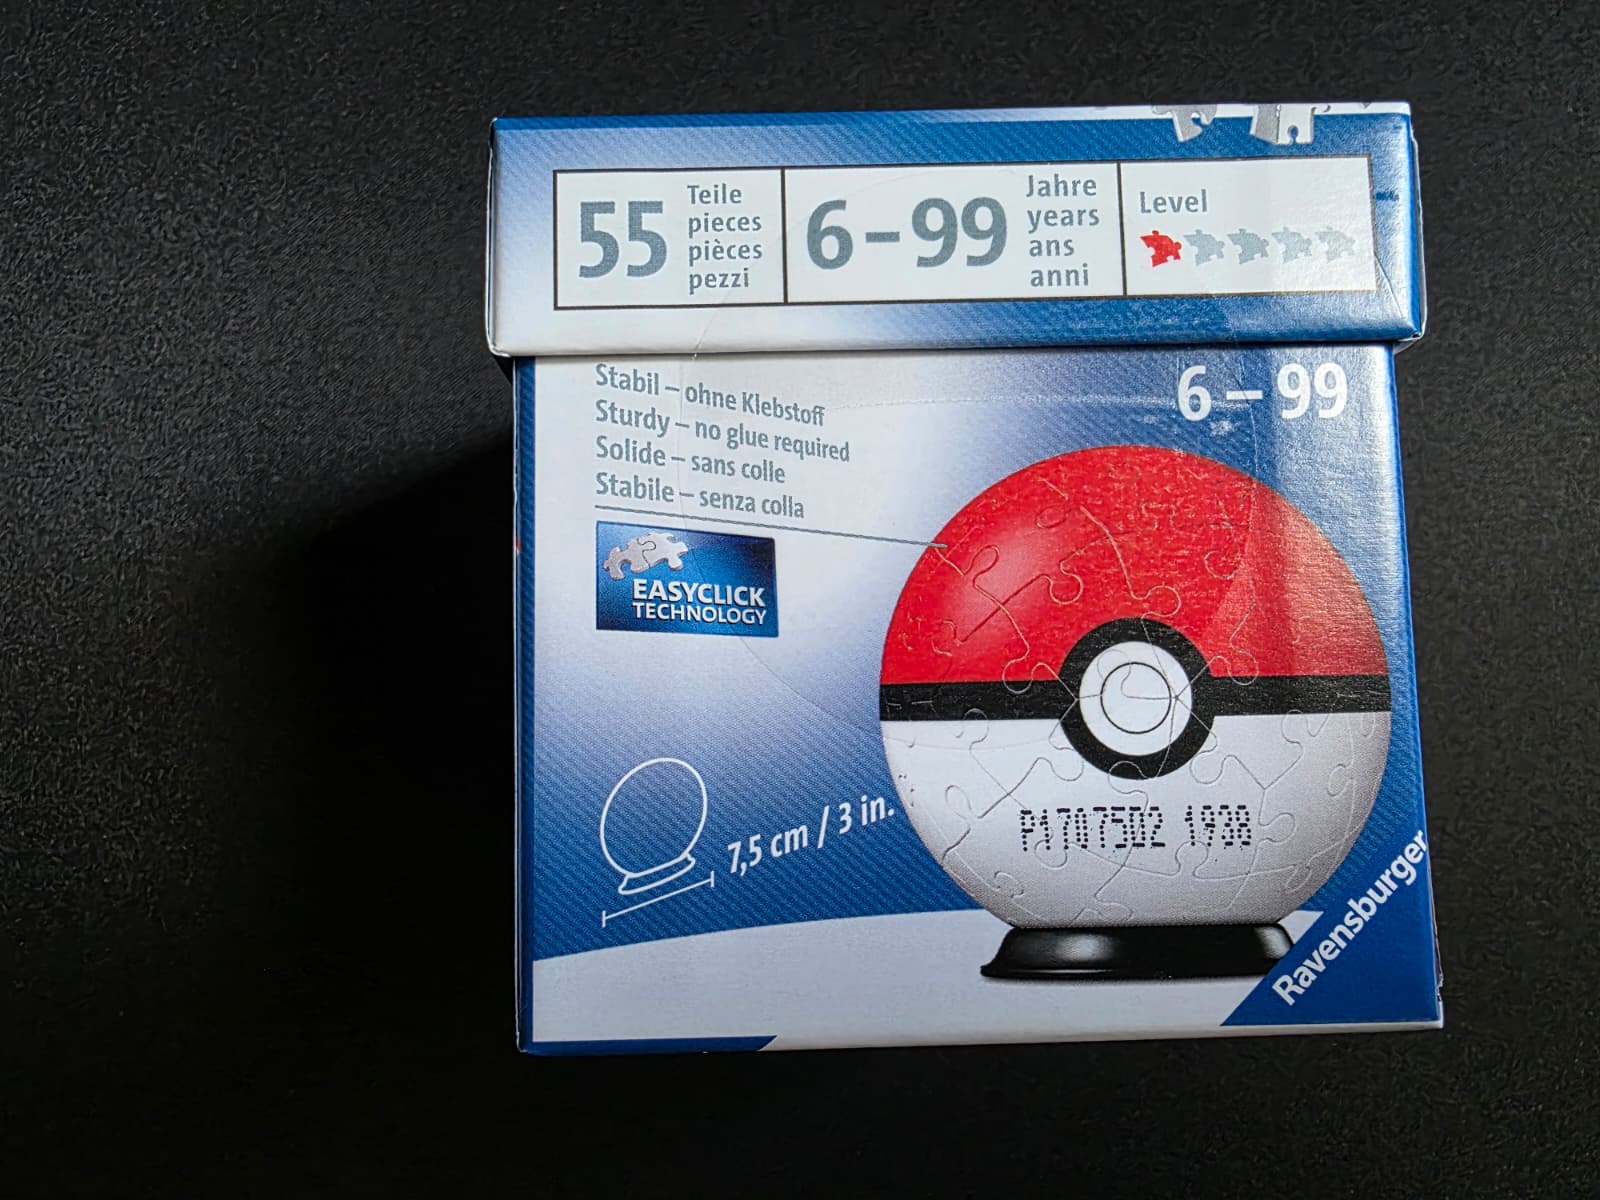 55
Teile
pieces
pièces
pezzi
6-99
Jahre
years
ans
anni
Level
6 – 99
Stabil – ohne Klebstoff
Sturdy – no glue required
Solide – sans colle
Stabile – senza colla
EASYCLICK
TECHNOLOGY
7,5 cm / 3 in.
P1707502 1938
Ravensburger